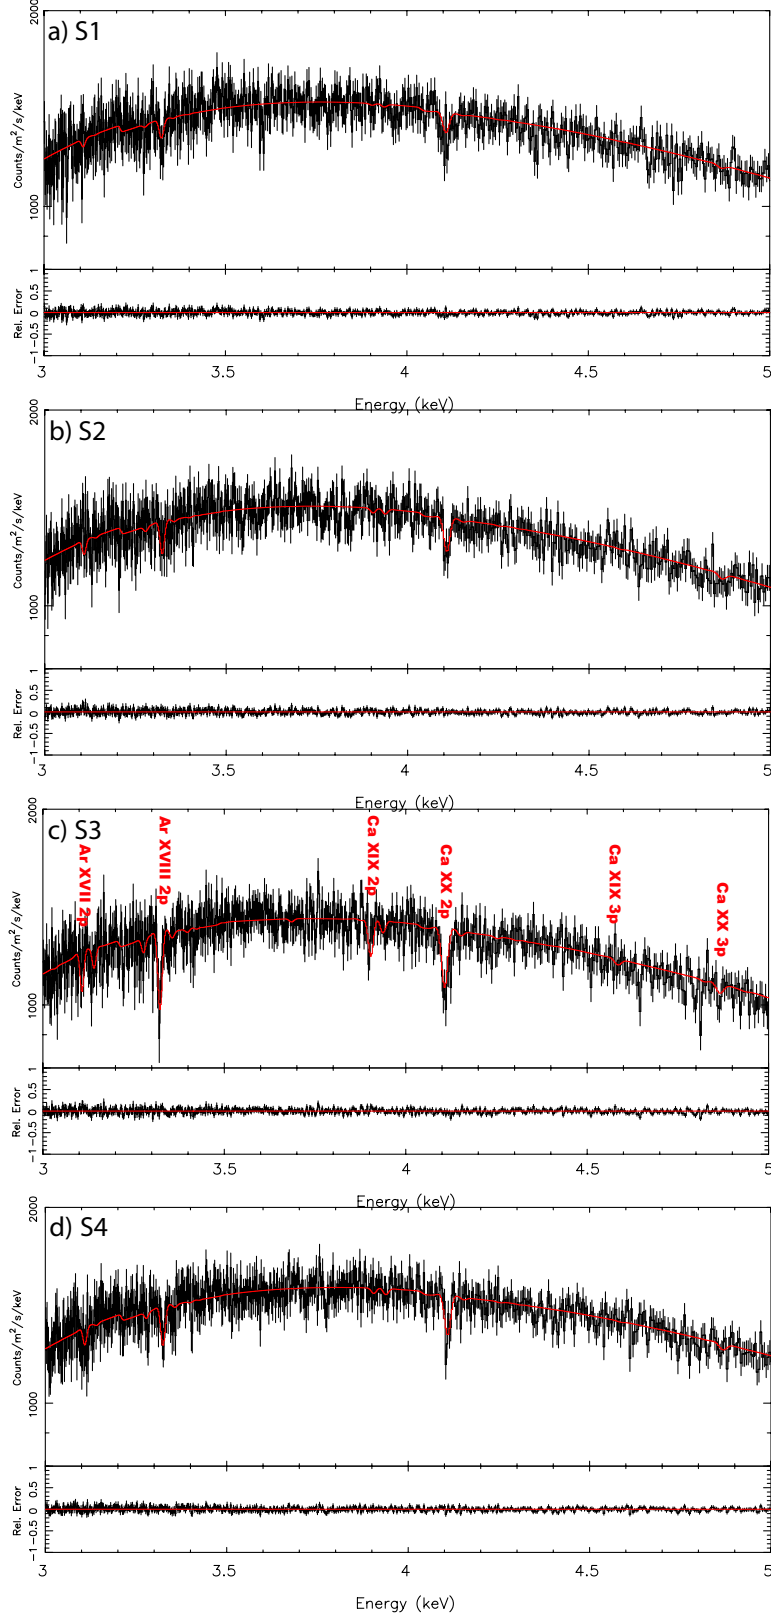 a) S1
2000
1000
Counts/m²/s/keV
1
0.5
0
−0.5
−1
Rel. Error
3
3.5
4
4.5
5
Energy (keV)
b) S2
2000
1000
Counts/m²/s/keV
1
0.5
0
−0.5
−1
Rel. Error
3
3.5
4
4.5
5
Energy (keV)
c) S3
2000
1000
Counts/m²/s/keV
Ar XVII 2p
Ar XVIII 2p
Ca XIX 2p
Ca XX 2p
Ca XIX 3p
Ca XX 3p
1
0.5
0
−0.5
−1
Rel. Error
3
3.5
4
4.5
5
Energy (keV)
d) S4
2000
1000
Counts/m²/s/keV
1
0.5
0
−0.5
−1
Rel. Error
3
3.5
4
4.5
5
Energy (keV)